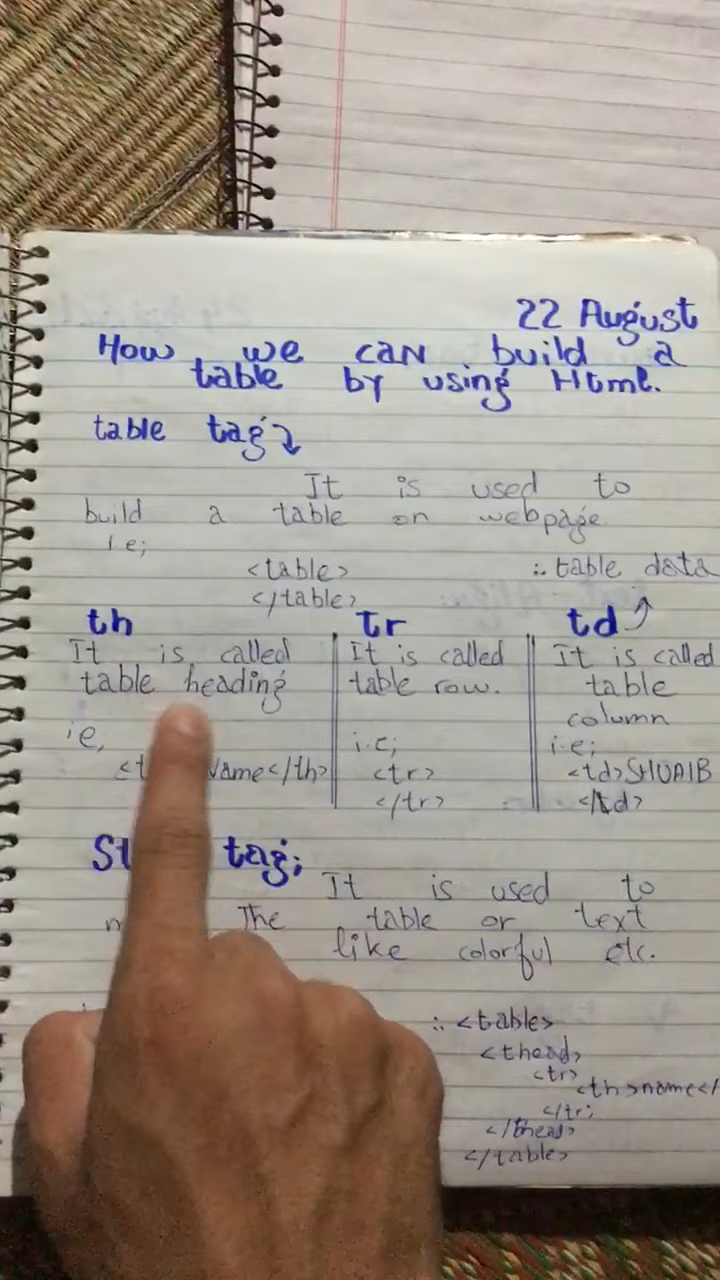 22 August
How we can build a
table by using Html.
table tag
It is used to
build a table on webpage
i.e;
<table>
</table>
∴ table data
th
It is called
table heading
ie,
Name</th>
tr
It is called
table row.
i.e;
<tr>
</tr>
td
It is called
table
column
i.e;
<td>SHUAIB
</td>
tag;
It is used to
The table or text
like colorful etc.
∴ <table>
<thead>
<tr>
<th>name</
</tr;
</thead>
</table>